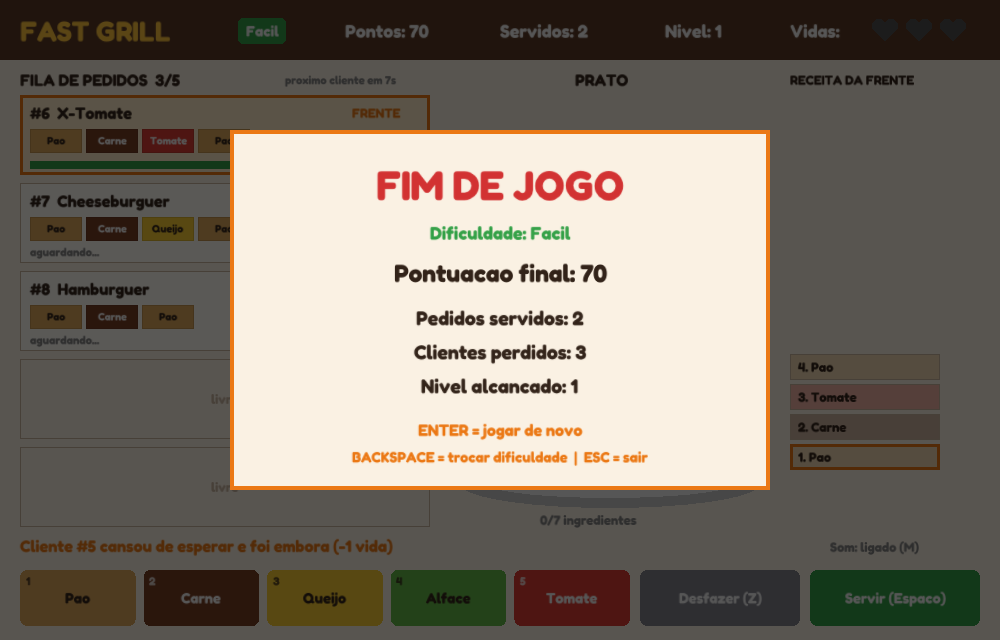 FAST GRILL
Facil
Pontos: 70
Servidos: 2
Nivel: 1
Vidas:
FILA DE PEDIDOS 3/5
proximo cliente em 7s
PRATO
RECEITA DA FRENTE
#6 X-Tomate
FRENTE
Pao
Carne
Tomate
#7 Cheeseburguer
Pao
Carne
Queijo
aguardando...
#8 Hamburguer
Pao
Carne
Pao
aguardando...
FIM DE JOGO
Dificuldade: Facil
Pontuacao final: 70
Pedidos servidos: 2
Clientes perdidos: 3
Nivel alcancado: 1
ENTER = jogar de novo
BACKSPACE = trocar dificuldade | ESC = sair
4. Pao
3. Tomate
2. Carne
1. Pao
0/7 ingredientes
Cliente #5 cansou de esperar e foi embora (-1 vida)
Som: ligado (M)
1 Pao
2 Carne
3 Queijo
4 Alface
5 Tomate
Desfazer (Z)
Servir (Espaco)